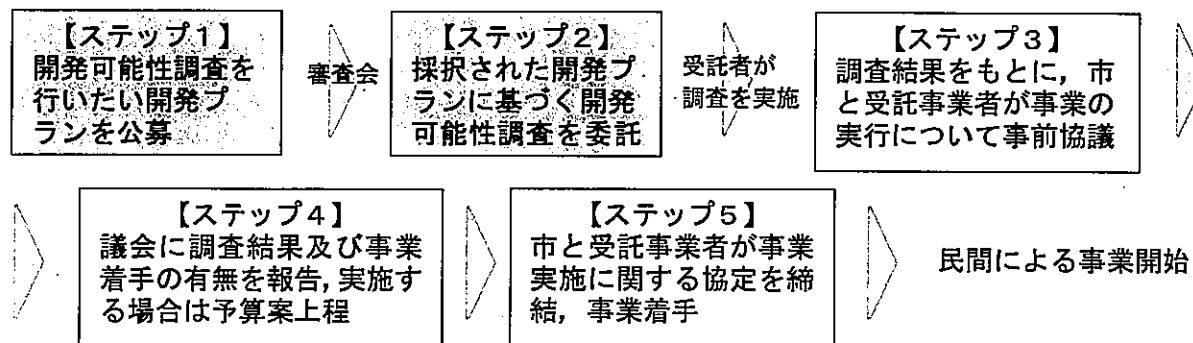 【ステップ1】
開発可能性調査を
行いたい開発プ
ランを公募
審査会
【ステップ2】
採択された開発プ
ランに基づく開発
可能性調査を委託
受託者が
調査を実施
【ステップ3】
調査結果をもとに，市
と受託事業者が事業の
実行について事前協議
【ステップ4】
議会に調査結果及び事業
着手の有無を報告，実施す
る場合は予算案上程
【ステップ5】
市と受託事業者が事業
実施に関する協定を締
結，事業着手
民間による事業開始